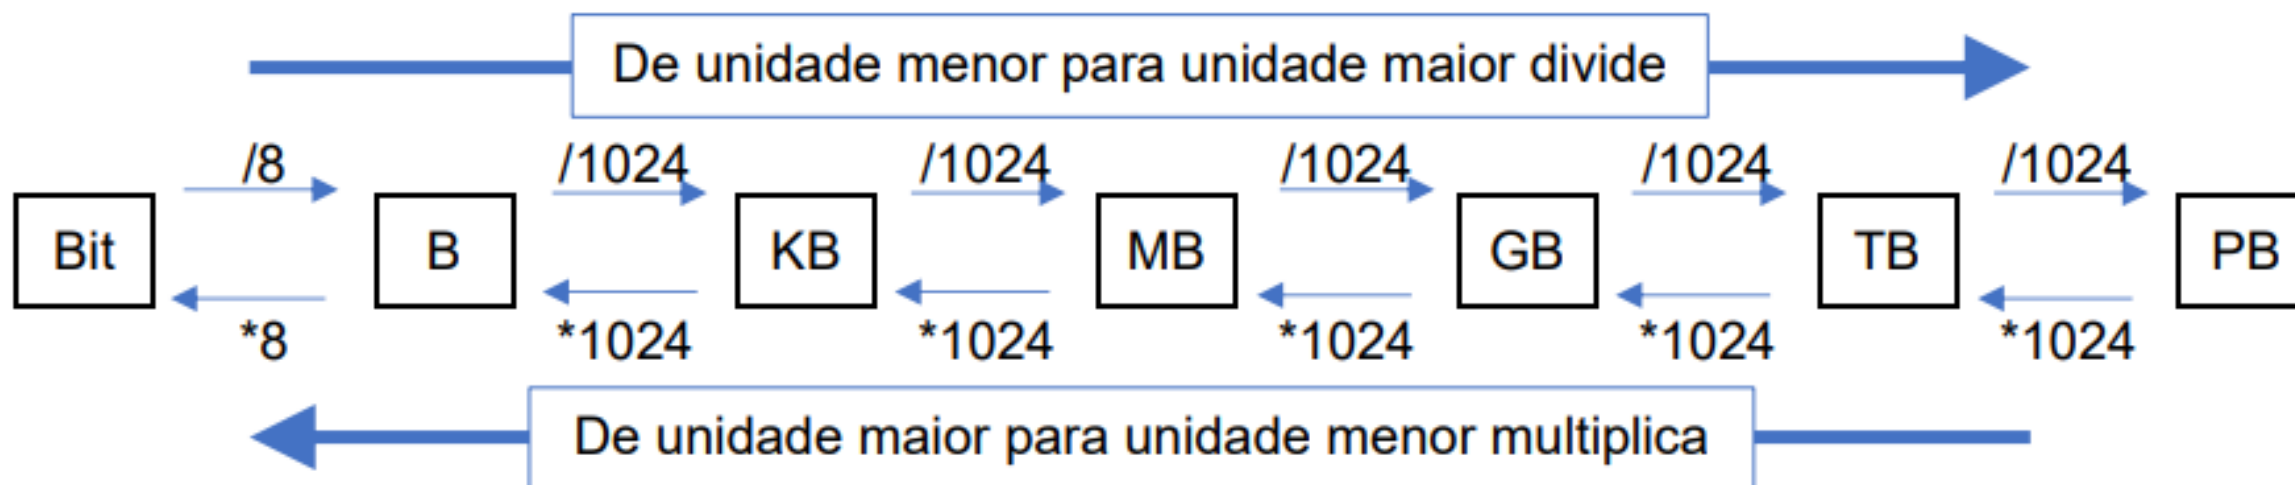 De unidade menor para unidade maior divide
/8 /1024 /1024 /1024 /1024 /1024
Bit B KB MB GB TB PB
*8 *1024 *1024 *1024 *1024 *1024
De unidade maior para unidade menor multiplica